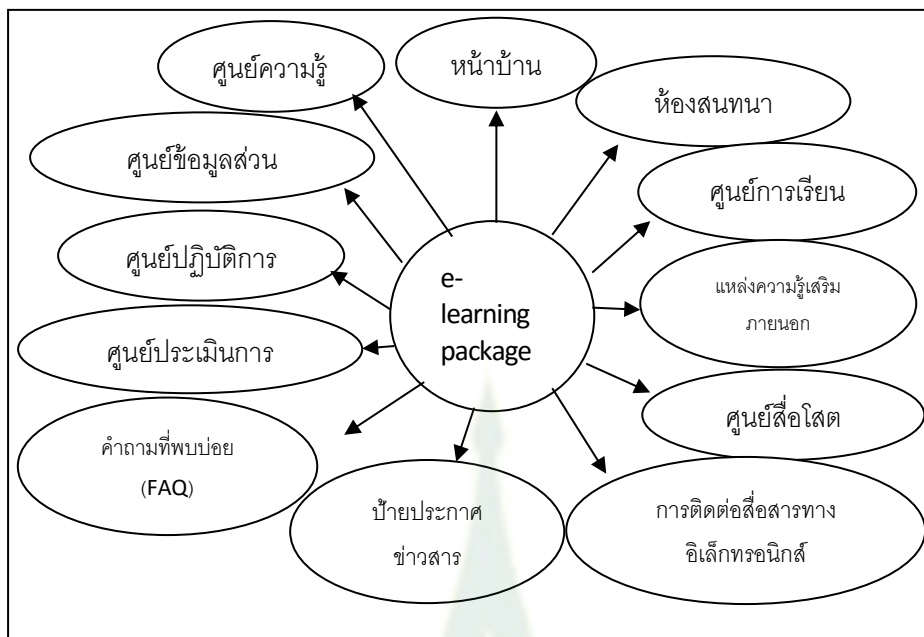 ศูนย์ความรู้
หน้าบ้าน
ห้องสนทนา
ศูนย์ข้อมูลส่วน
ศูนย์การเรียน
ศูนย์ปฏิบัติการ
e-
learning
package
แหล่งความรู้เสริม
ภายนอก
ศูนย์ประเมินการ
ศูนย์สื่อโสต
คำถามที่พบบ่อย
(FAQ)
ป้ายประกาศ
ข่าวสาร
การติดต่อสื่อสารทาง
อิเล็กทรอนิกส์